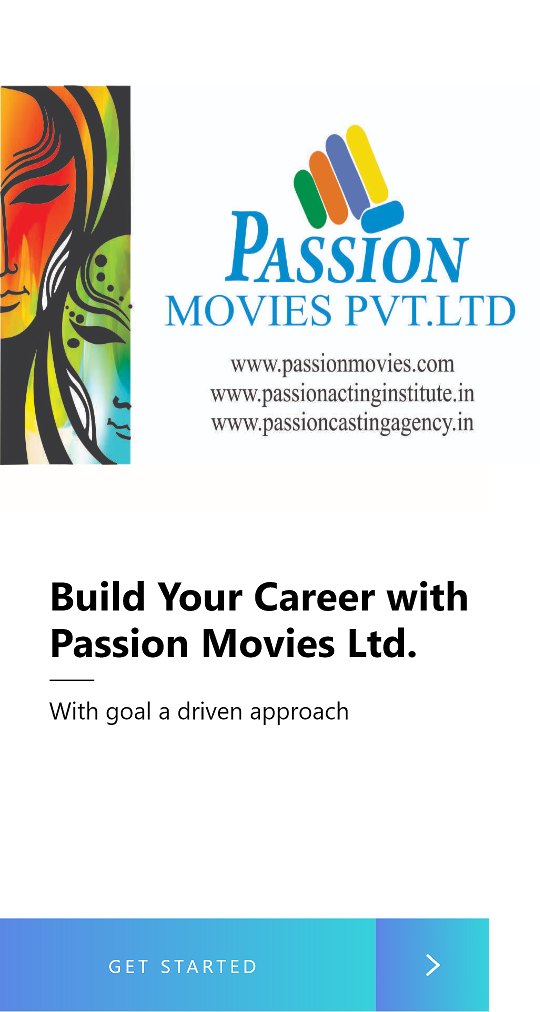 PASSION
MOVIES PVT.LTD
www.passionmovies.com
www.passionactinginstitute.in
www.passioncastingagency.in
Build Your Career with
Passion Movies Ltd.
With goal a driven approach
GET STARTED